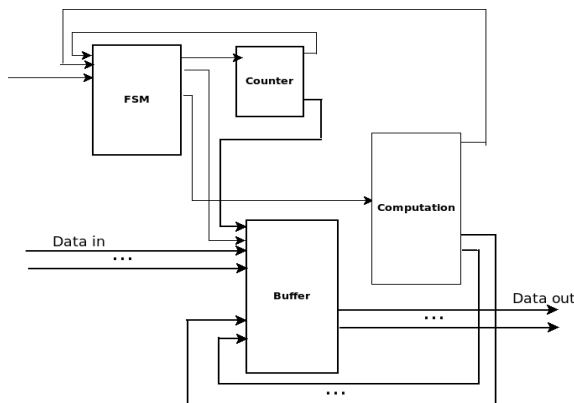 FSM
Counter
Computation
Data in
...
Buffer
Data out
...
...